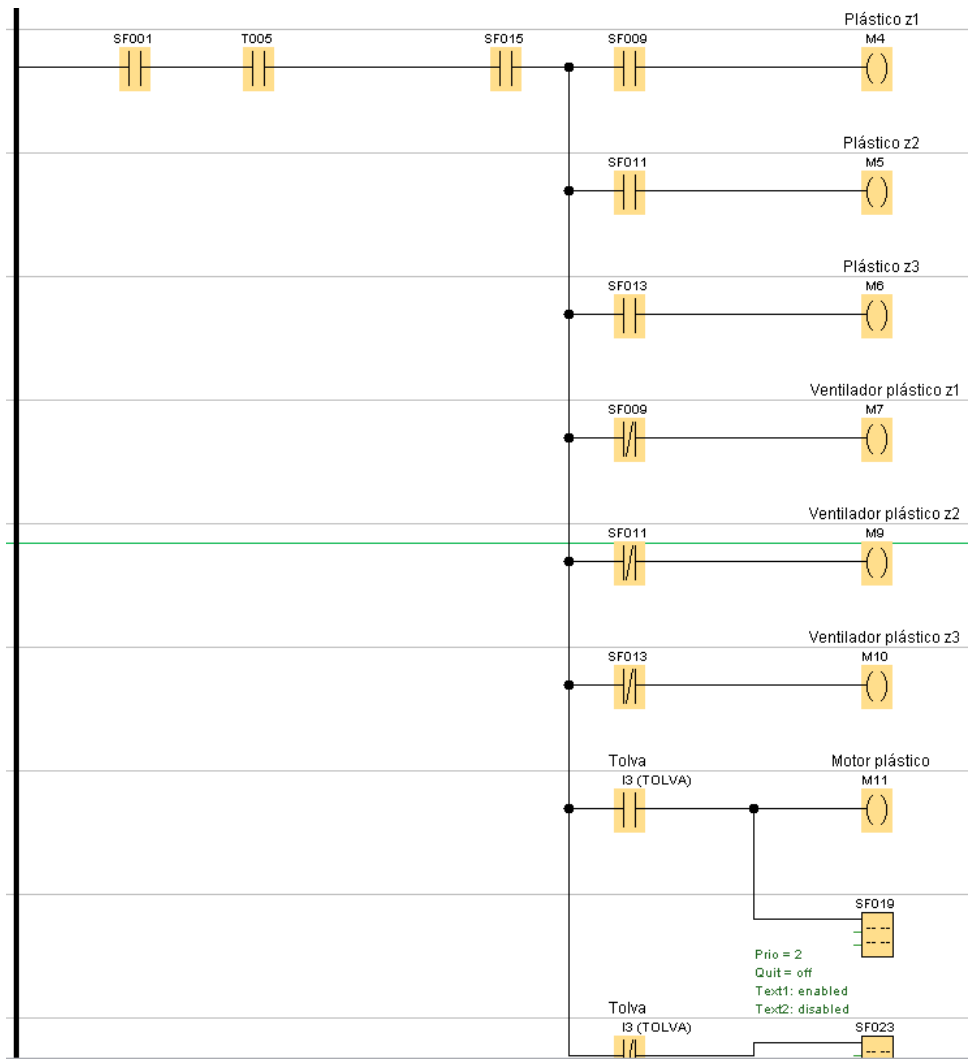 Plástico z1
SF001 T005 SF015 SF009 M4
Plástico z2
SF011 M5
Plástico z3
SF013 M6
Ventilador plástico z1
SF009 M7
Ventilador plástico z2
SF011 M9
Ventilador plástico z3
SF013 M10
Tolva Motor plástico
I3 (TOLVA) M11
SF019
Prio = 2
Quit = off
Text1: enabled
Text2: disabled
Tolva
I3 (TOLVA) SF023